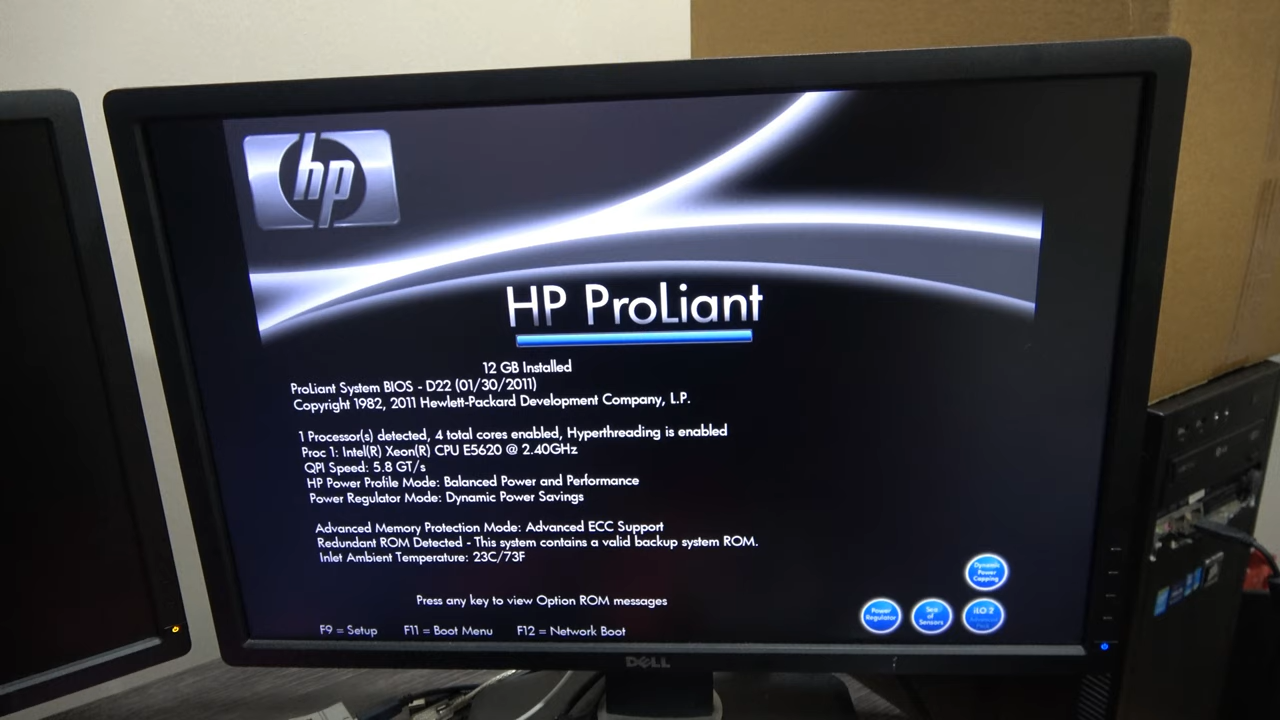 hp
HP ProLiant
12 GB Installed
ProLiant System BIOS - D22 (01/30/2011)
Copyright 1982, 2011 Hewlett-Packard Development Company, L.P.
1 Processor(s) detected, 4 total cores enabled, Hyperthreading is enabled
Proc 1: Intel(R) Xeon(R) CPU E5620 @ 2.40GHz
QPI Speed: 5.8 GT/s
HP Power Profile Mode: Balanced Power and Performance
Power Regulator Mode: Dynamic Power Savings
Advanced Memory Protection Mode: Advanced ECC Support
Redundant ROM Detected - This system contains a valid backup system ROM.
Inlet Ambient Temperature: 23C/73F
Dynamic
Power
Capping
Press any key to view Option ROM messages
Power
Regulator
Sea
of
Sensors
iLO 2
Advanced
F9 = Setup F11 = Boot Menu F12 = Network Boot
DELL